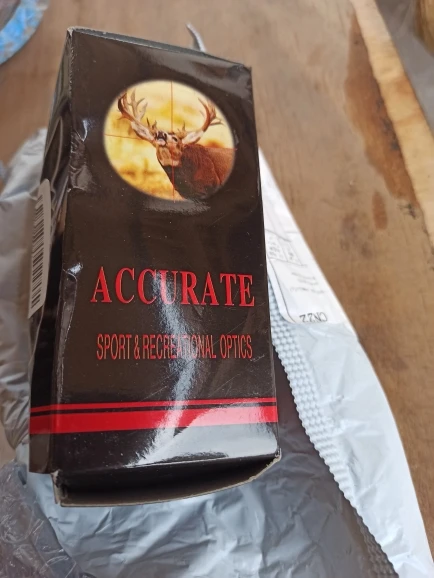 ACCURATE
SPORT & RECREATIONAL OPTICS